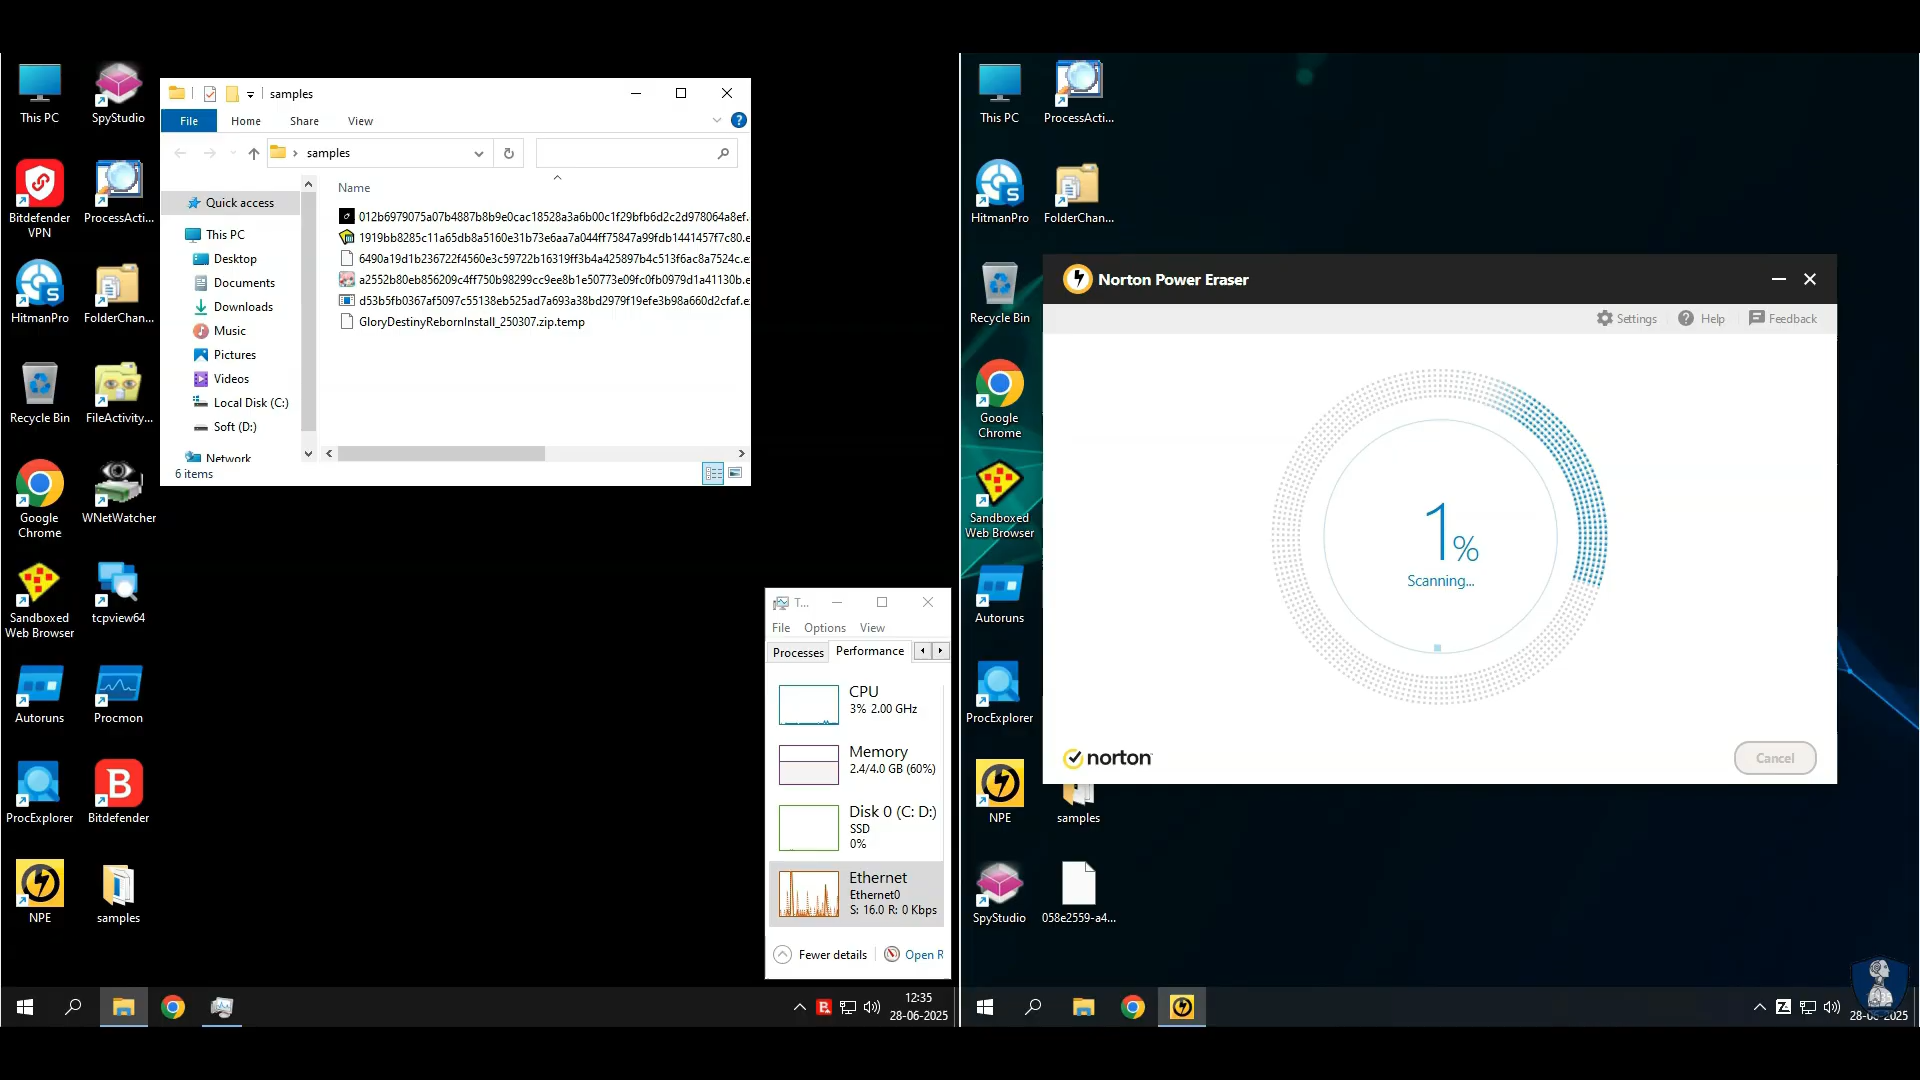 This PC
SpyStudio
Bitdefender
VPN
ProcessActi...
HitmanPro
FolderChan...
Recycle Bin
FileActivity...
Google
Chrome
WNetWatcher
Sandboxed
Web Browser
tcpview64
Autoruns
Procmon
ProcExplorer
Bitdefender
NPE
samples
samples
File
Home
Share
View
samples
Name
Quick access
This PC
Desktop
Documents
Downloads
Music
Pictures
Videos
Local Disk (C:)
Soft (D:)
Network
012b6979075a07b4887b8b9e0cac18528a3a6b00c1f29bfb6d2c2d978064a8ef.
1919bb8285c11a65db8a5160e31b73e6aa7a044ff75847a99fdb1441457f7c80.e
6490a19d1b236722f4560e3c59722b16319ff3b4a425897b4c513f6ac8a7524c.e
a2552b80eb856209c4ff750b98299cc9ee8b1e50773e09fc0fb0979d1a41130b.e
d53b5fb0367af5097c55138eb525ad7a693a38bd2979f19efe3b98a660d2cfaf.e
GloryDestinyRebornInstall_250307.zip.temp
6 items
T...
File
Options
View
Processes
Performance
CPU
3% 2.00 GHz
Memory
2.4/4.0 GB (60%)
Disk 0 (C: D:)
SSD
0%
Ethernet
Ethernet0
S: 16.0 R: 0 Kbps
Fewer details
Open R
12:35
28-06-2025
This PC
ProcessActi...
HitmanPro
FolderChan...
Recycle Bin
Google
Chrome
Sandboxed
Web Browser
Autoruns
ProcExplorer
NPE
samples
SpyStudio
058e2559-a4...
Norton Power Eraser
Settings
Help
Feedback
1%
Scanning...
norton
Cancel
28-06-2025